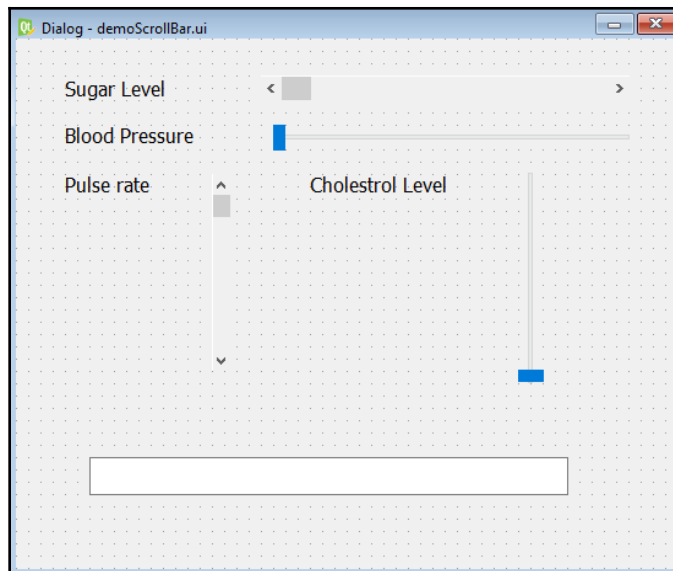 Dialog - demoScrollBar.ui
Sugar Level
Blood Pressure
Pulse rate
Cholestrol Level